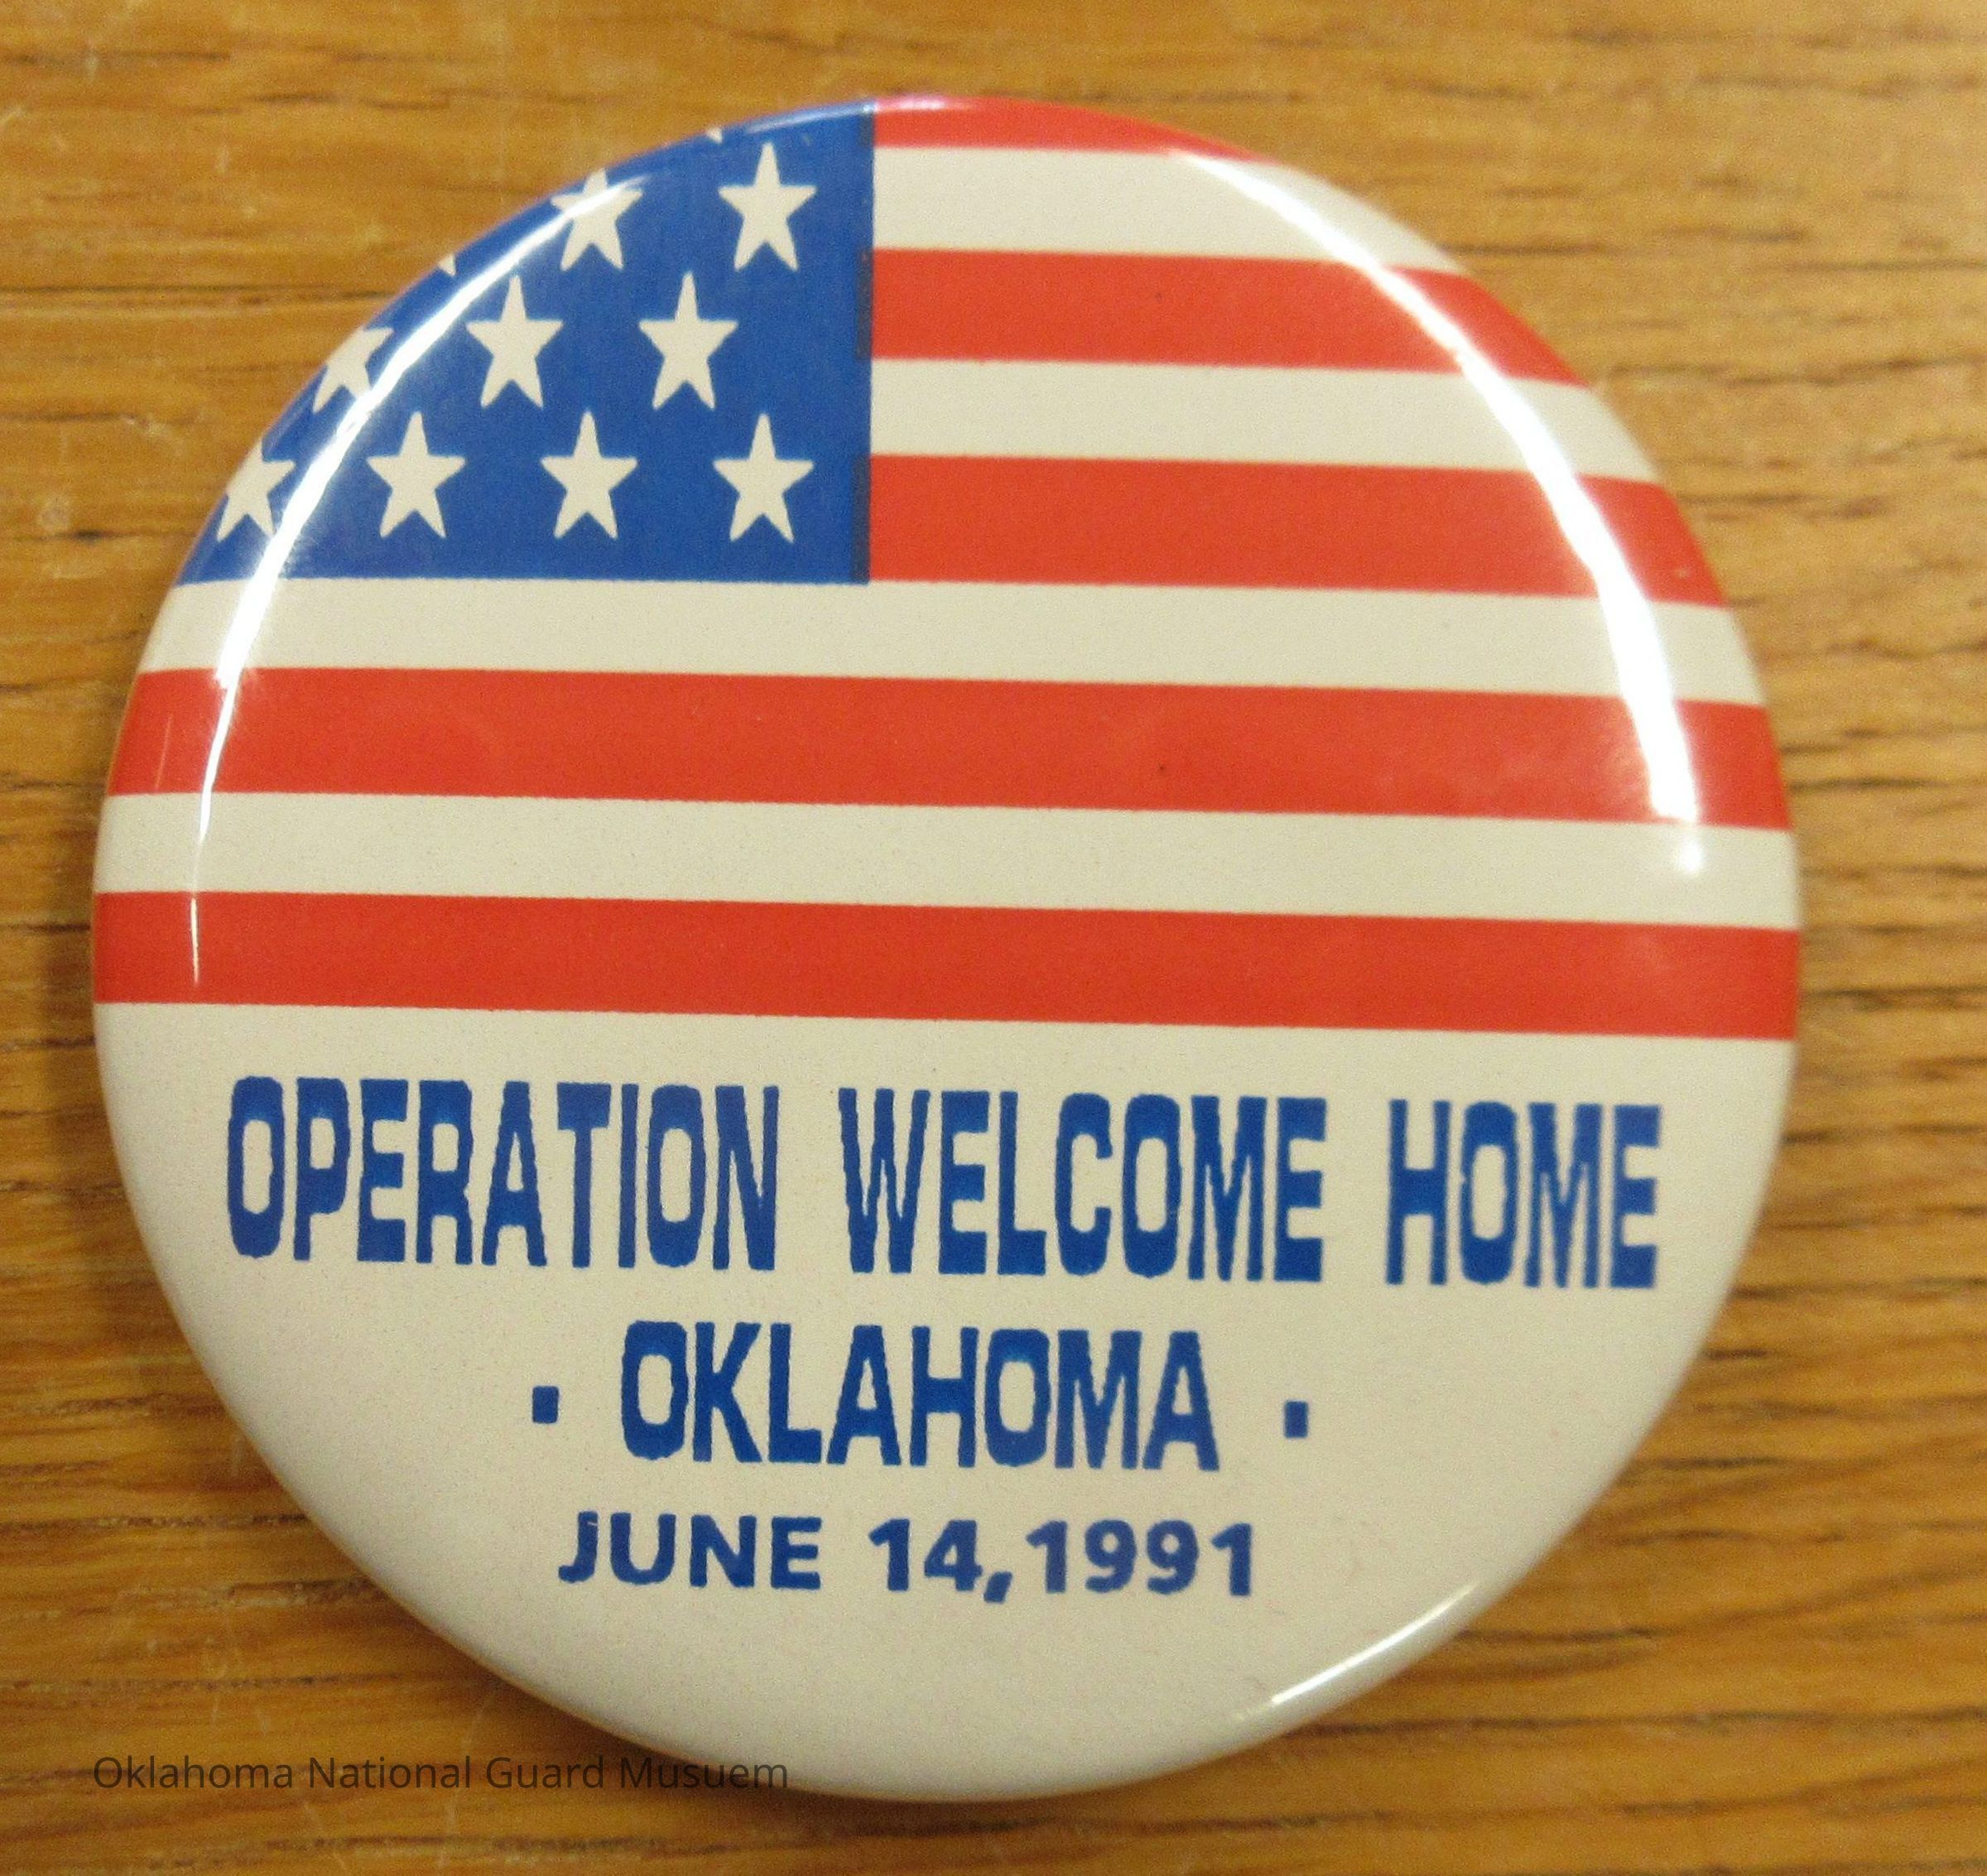 OPERATION WELCOME HOME
· OKLAHOMA ·
JUNE 14,1991
Oklahoma National Guard Musuem